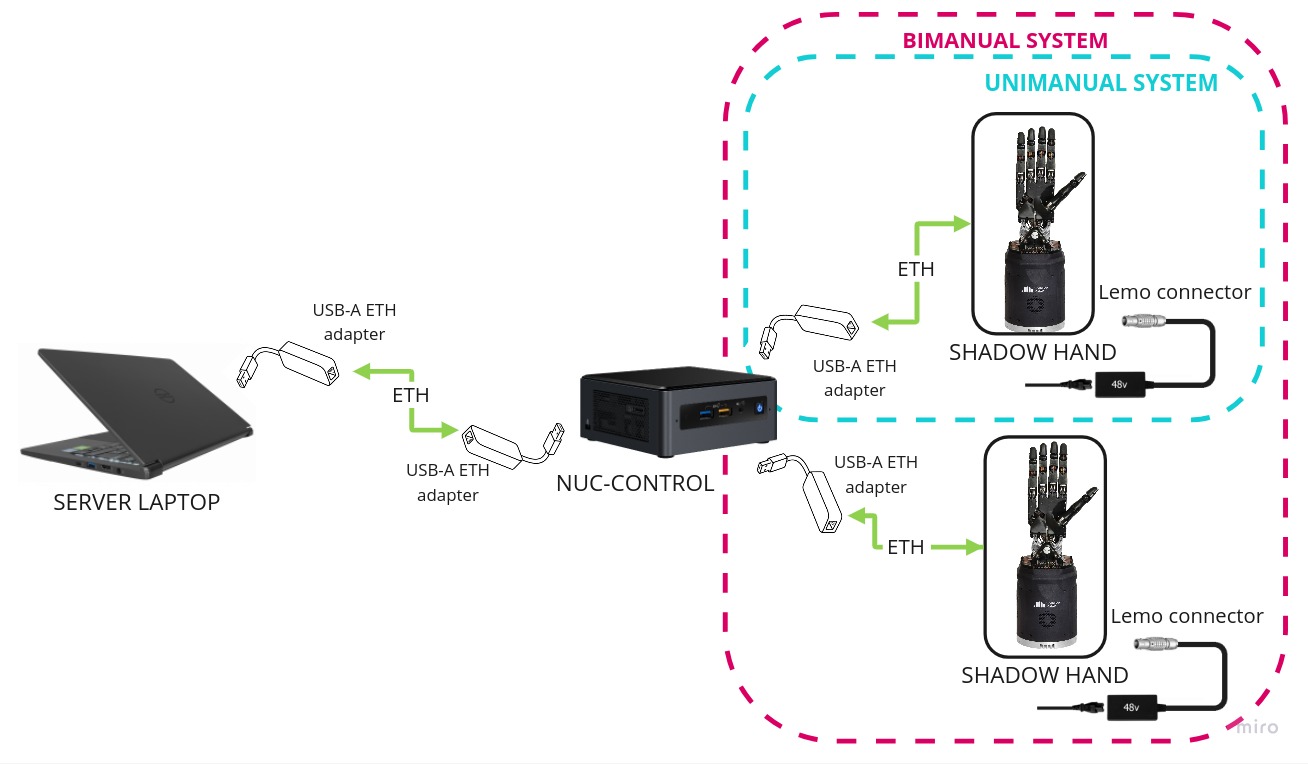 BIMANUAL SYSTEM
UNIMANUAL SYSTEM
ETH
Lemo connector
USB-A ETH
adapter
SHADOW HAND
USB-A ETH
adapter
48v
ETH
USB-A ETH
adapter
USB-A ETH
adapter
NUC-CONTROL
SERVER LAPTOP
ETH
Lemo connector
SHADOW HAND
48v
miro